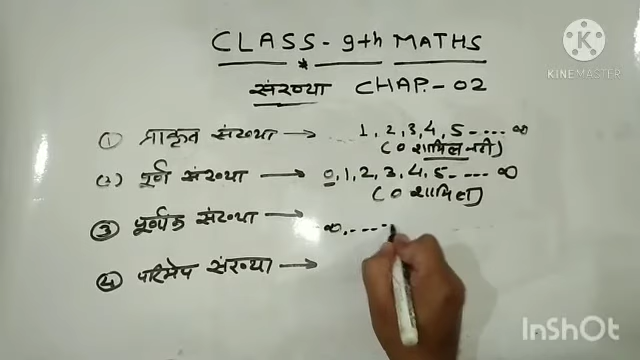 CLASS - 9th MATHS
संख्या CHAP.- 02
KINEMASTER
(1) प्राकृत संख्या → 1, 2, 3, 4, 5 ----- ∞
(0 शामिल नहीं)
(2) पूर्ण संख्या → 0, 1, 2, 3, 4, 5 ----- ∞
(0 शामिल)
(3) पूर्णांक संख्या → ∞, ----
(4) परिमेय संख्या →
InShOt